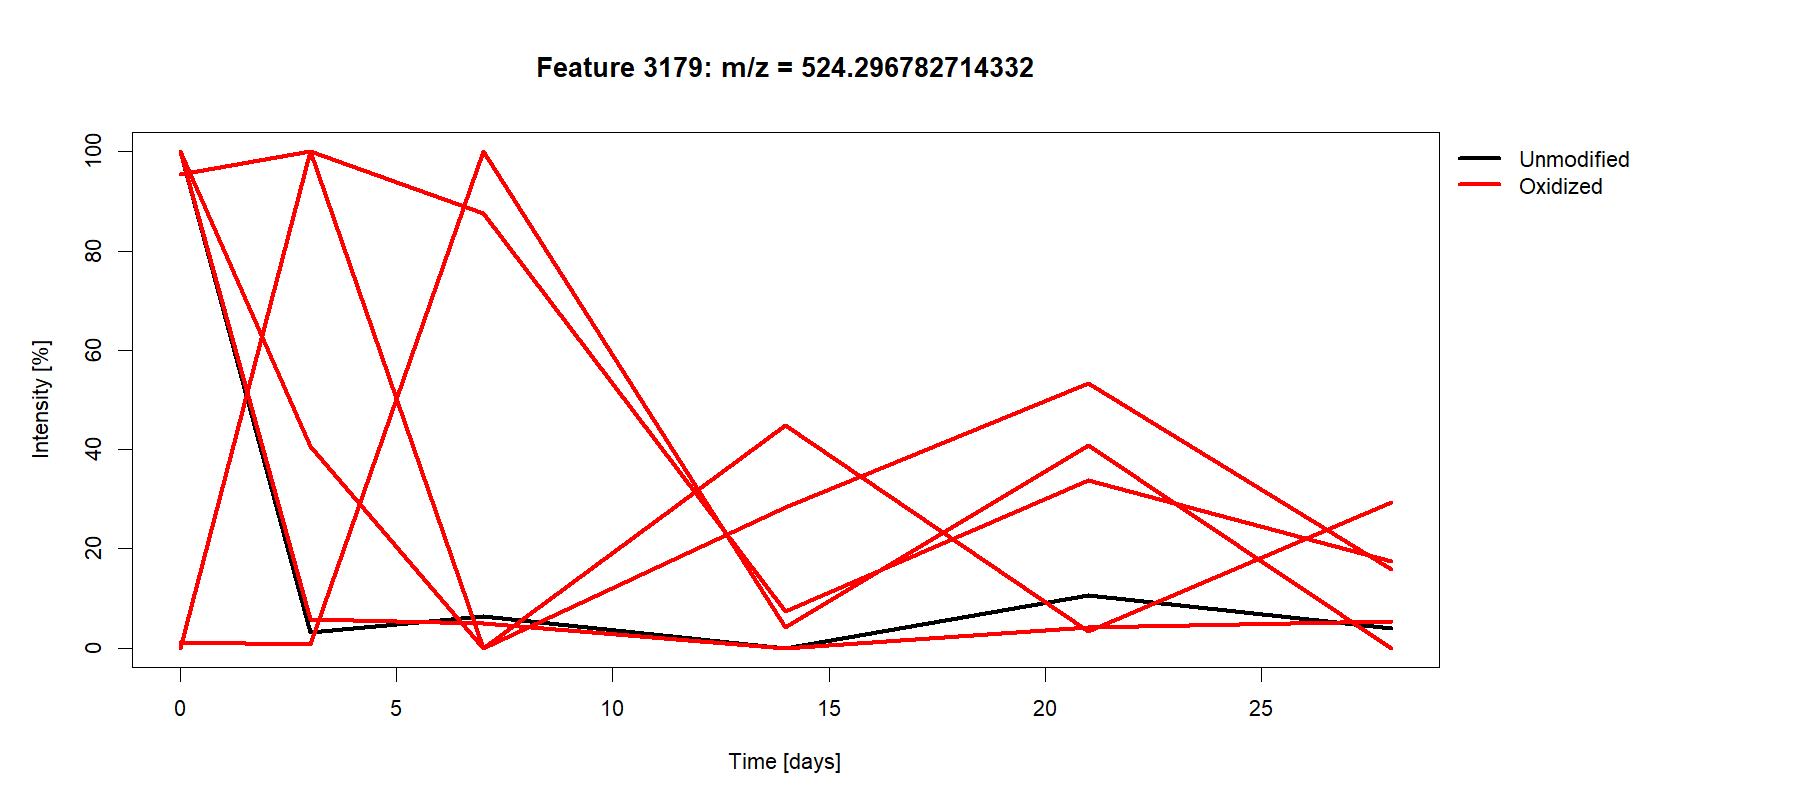 Feature 3179: m/z = 524.296782714332
Unmodified
Oxidized
100
80
60
40
20
0
Intensity [%]
0 5 10 15 20 25
Time [days]